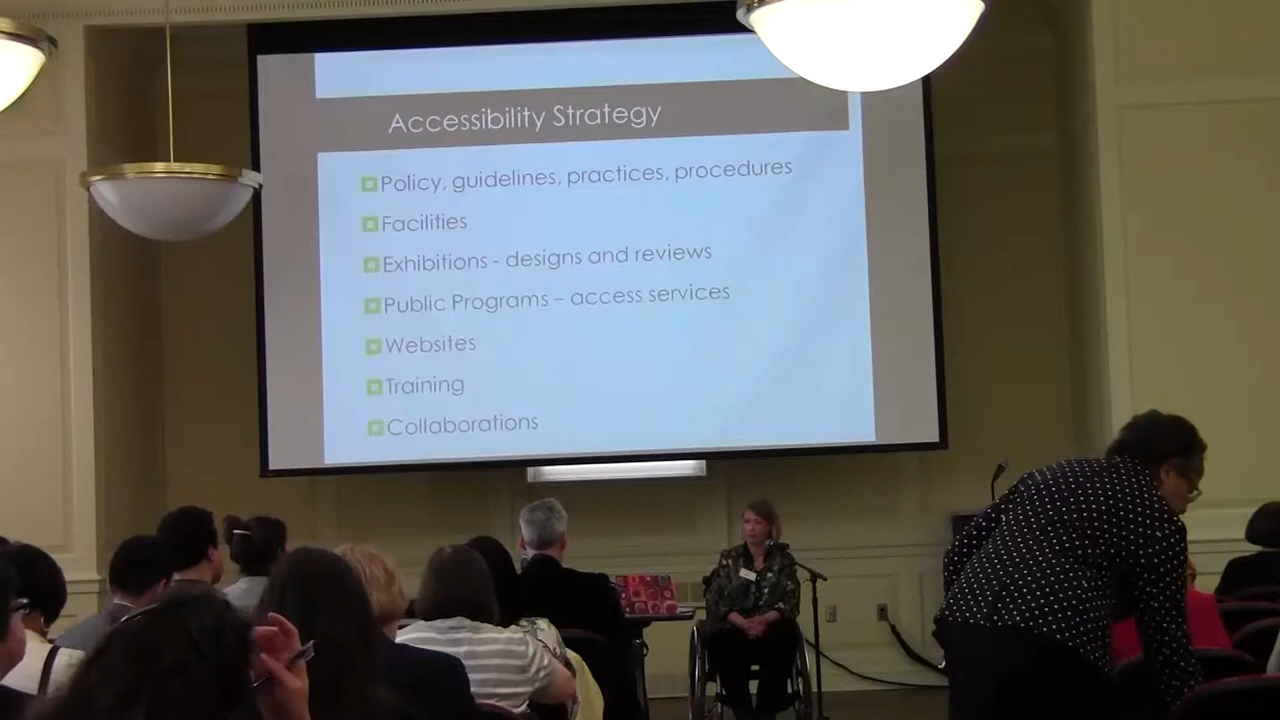 Accessibility Strategy
Policy, guidelines, practices, procedures
Facilities
Exhibitions - designs and reviews
Public Programs – access services
Websites
Training
Collaborations